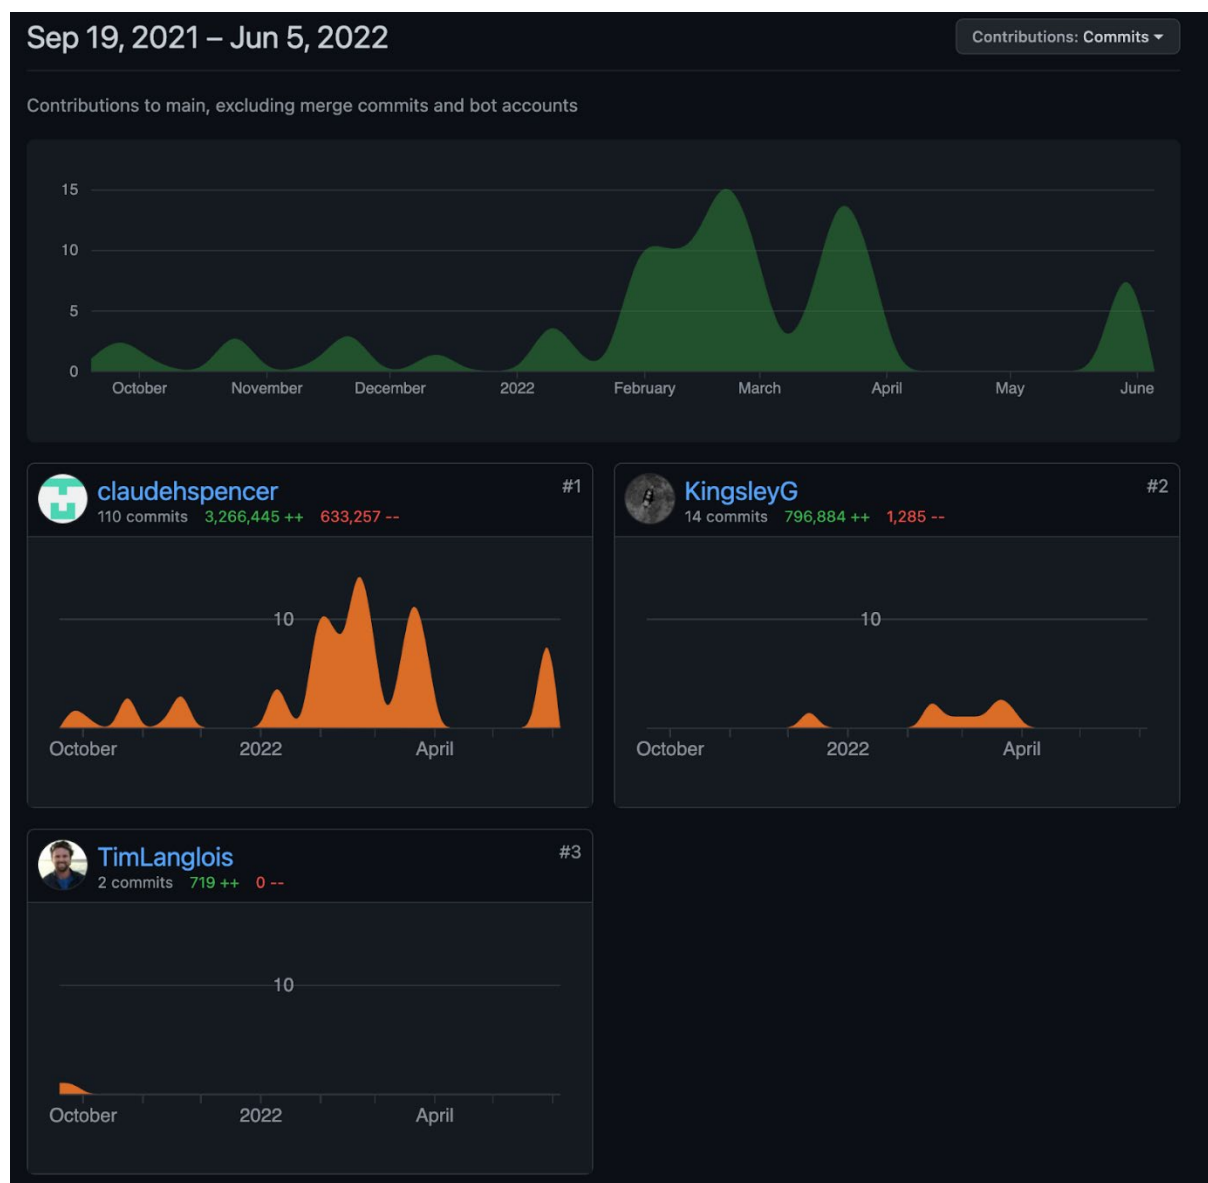 Sep 19, 2021 – Jun 5, 2022
Contributions: Commits
Contributions to main, excluding merge commits and bot accounts
15
10
5
0
October November December 2022 February March April May June
claudehspencer #1
110 commits 3,266,445 ++ 633,257 --
10
October 2022 April
KingsleyG #2
14 commits 796,884 ++ 1,285 --
10
October 2022 April
TimLanglois #3
2 commits 719 ++ 0 --
10
October 2022 April